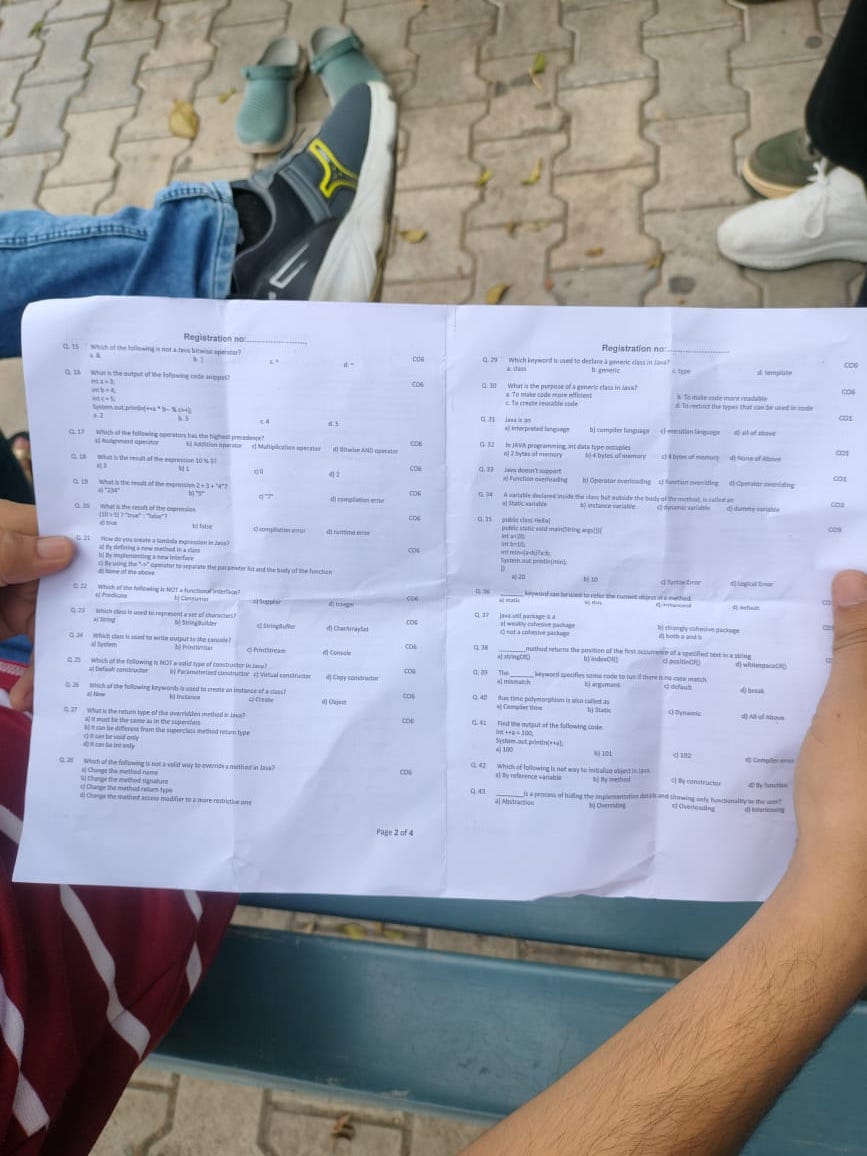 Registration no:
Q. 15 Which of the following is not a Java bitwise operator?
a. & b. | c. ^ d. ~ CO6
Q. 16 What is the output of the following code snippet? CO6
int a = 3;
int b = 4;
int c = 5;
System.out.println(++a * b-- % c++);
a. 2 b. 3 c. 4 d. 5
Q. 17 Which of the following operators has the highest precedence? CO6
a) Assignment operator b) Addition operator c) Multiplication operator d) Bitwise AND operator
Q. 18 What is the result of the expression 10 % 3? CO6
a) 3 b) 1 c) 0 d) 2
Q. 19 What is the result of the expression 2 + 3 + "4"? CO6
a) "234" b) "9" c) "7" d) compilation error
Q. 20 What is the result of the expression CO6
(10 > 5) ? "true" : "false"?
a) true b) false c) compilation error d) runtime error
Q. 21 How do you create a lambda expression in Java? CO6
a) By defining a new method in a class
b) By implementing a new interface
c) By using the "->" operator to separate the parameter list and the body of the function
d) None of the above
Q. 22 Which of the following is NOT a functional interface? CO6
a) Predicate b) Consumer c) Supplier d) Integer
Q. 23 Which class is used to represent a set of characters? CO6
a) String b) StringBuilder c) StringBuffer d) CharArraySet
Q. 24 Which class is used to write output to the console? CO6
a) System b) PrintWriter c) PrintStream d) Console
Q. 25 Which of the following is NOT a valid type of constructor in Java? CO6
a) Default constructor b) Parameterized constructor c) Virtual constructor d) Copy constructor
Q. 26 Which of the following keywords is used to create an instance of a class? CO6
a) New b) Instance c) Create d) Object
Q. 27 What is the return type of the overridden method in Java? CO6
a) It must be the same as in the superclass
b) It can be different from the superclass method return type
c) It can be void only
d) It can be int only
Q. 28 Which of the following is not a valid way to override a method in Java? CO6
a) Change the method name
b) Change the method signature
c) Change the method return type
d) Change the method access modifier to a more restrictive one
Page 2 of 4
Registration no:
Q. 29 Which keyword is used to declare a generic class in Java? CO6
a: class b: generic c: type d: template
Q. 30 What is the purpose of a generic class in Java? CO6
a: To make code more efficient b: To make code more readable
c: To create reusable code d: To restrict the types that can be used in code
Q. 31 Java is an CO1
a) interpreted language b) compiler language c) execution language d) all of above
Q. 32 In JAVA programming, int data type occupies CO3
a) 2 bytes of memory b) 4 bytes of memory c) 8 bytes of memory d) None of Above
Q. 33 Java doesn't support CO1
a) Function overloading b) Operator overloading c) Function overriding d) Operator overriding
Q. 34 A variable declared inside the class but outside the body of the method, is called an CO3
a) Static variable b) Instance variable c) dynamic variable d) dummy variable
Q. 35 public class Hello{ CO3
public static void main(String args[]){
int a=20;
int b=10;
int min=(a<b)?a:b;
System.out.println(min);
}}
a) 20 b) 10 c) Syntax Error d) Logical Error
Q. 36 keyword can be used to refer the current object in a method.
a) static b) this d) default
Q. 37 java.util package is a
a) weakly cohesive package b) strongly cohesive package
c) not a cohesive package d) both a and b
Q. 38 method returns the position of the first occurrence of a specified text in a string
a) stringOf() b) indexOf() c) positinOf() d) whitespaceOf()
Q. 39 The keyword specifies some code to run if there is no case match
a) mismatch b) argumans c) default d) break
Q. 40 Run time polymorphism is also called as
a) Compiler time b) Static c) Dynamic d) All of Above
Q. 41 Find the output of the following code.
int ++a = 100;
System.out.println(++a);
a) 100 b) 101 c) 102 d) Compiler error
Q. 42 Which of following is not way to initialize object in Java
a) By reference variable b) By method c) By constructor d) By function
Q. 43 is a process of hiding the implementation details and showing only functionality to the user?
a) Abstraction b) Overriding c) Overloading